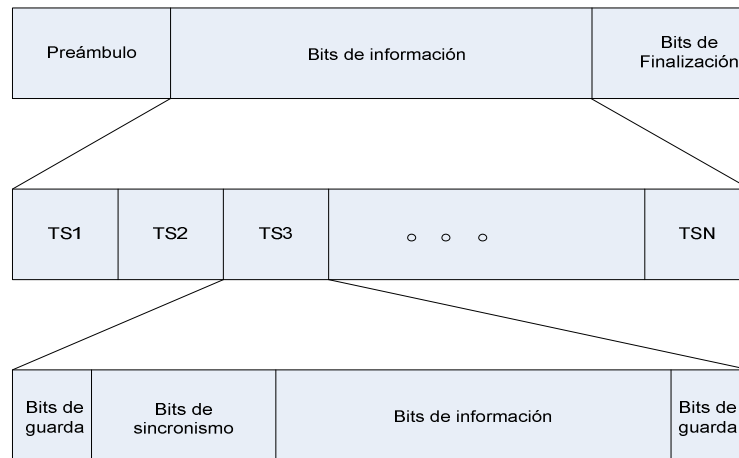 Preámbulo
Bits de información
Bits de
Finalización
TS1
TS2
TS3
TSN
Bits de
guarda
Bits de
sincronismo
Bits de información
Bits de
guarda